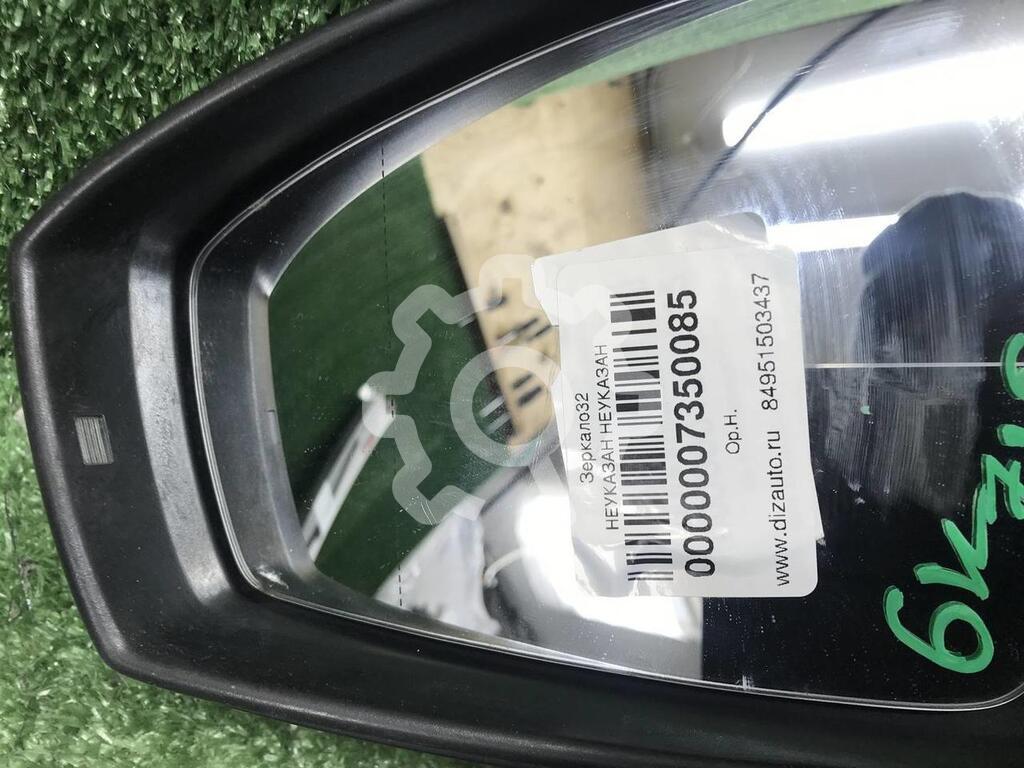 Зеркало32
НЕУКАЗАН НЕУКАЗАН
0000007350085
Ор.Н.
www.dizauto.ru 84951503437